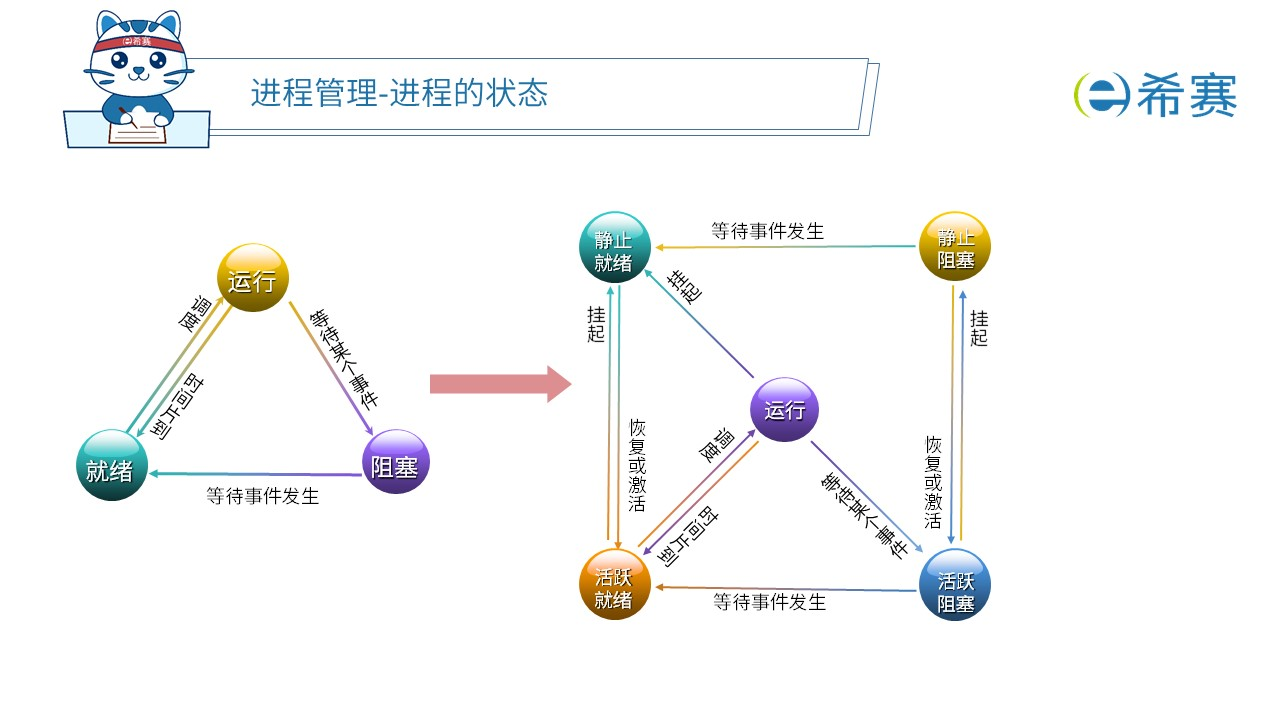 e希赛
进程管理-进程的状态
e希赛
运行
调度
时间片到
等待某个事件
就绪
阻塞
等待事件发生
静止
就绪
等待事件发生
静止
阻塞
挂起
挂起
挂起
运行
恢复或激活
调度
时间片到
等待某个事件
恢复或激活
活跃
就绪
等待事件发生
活跃
阻塞